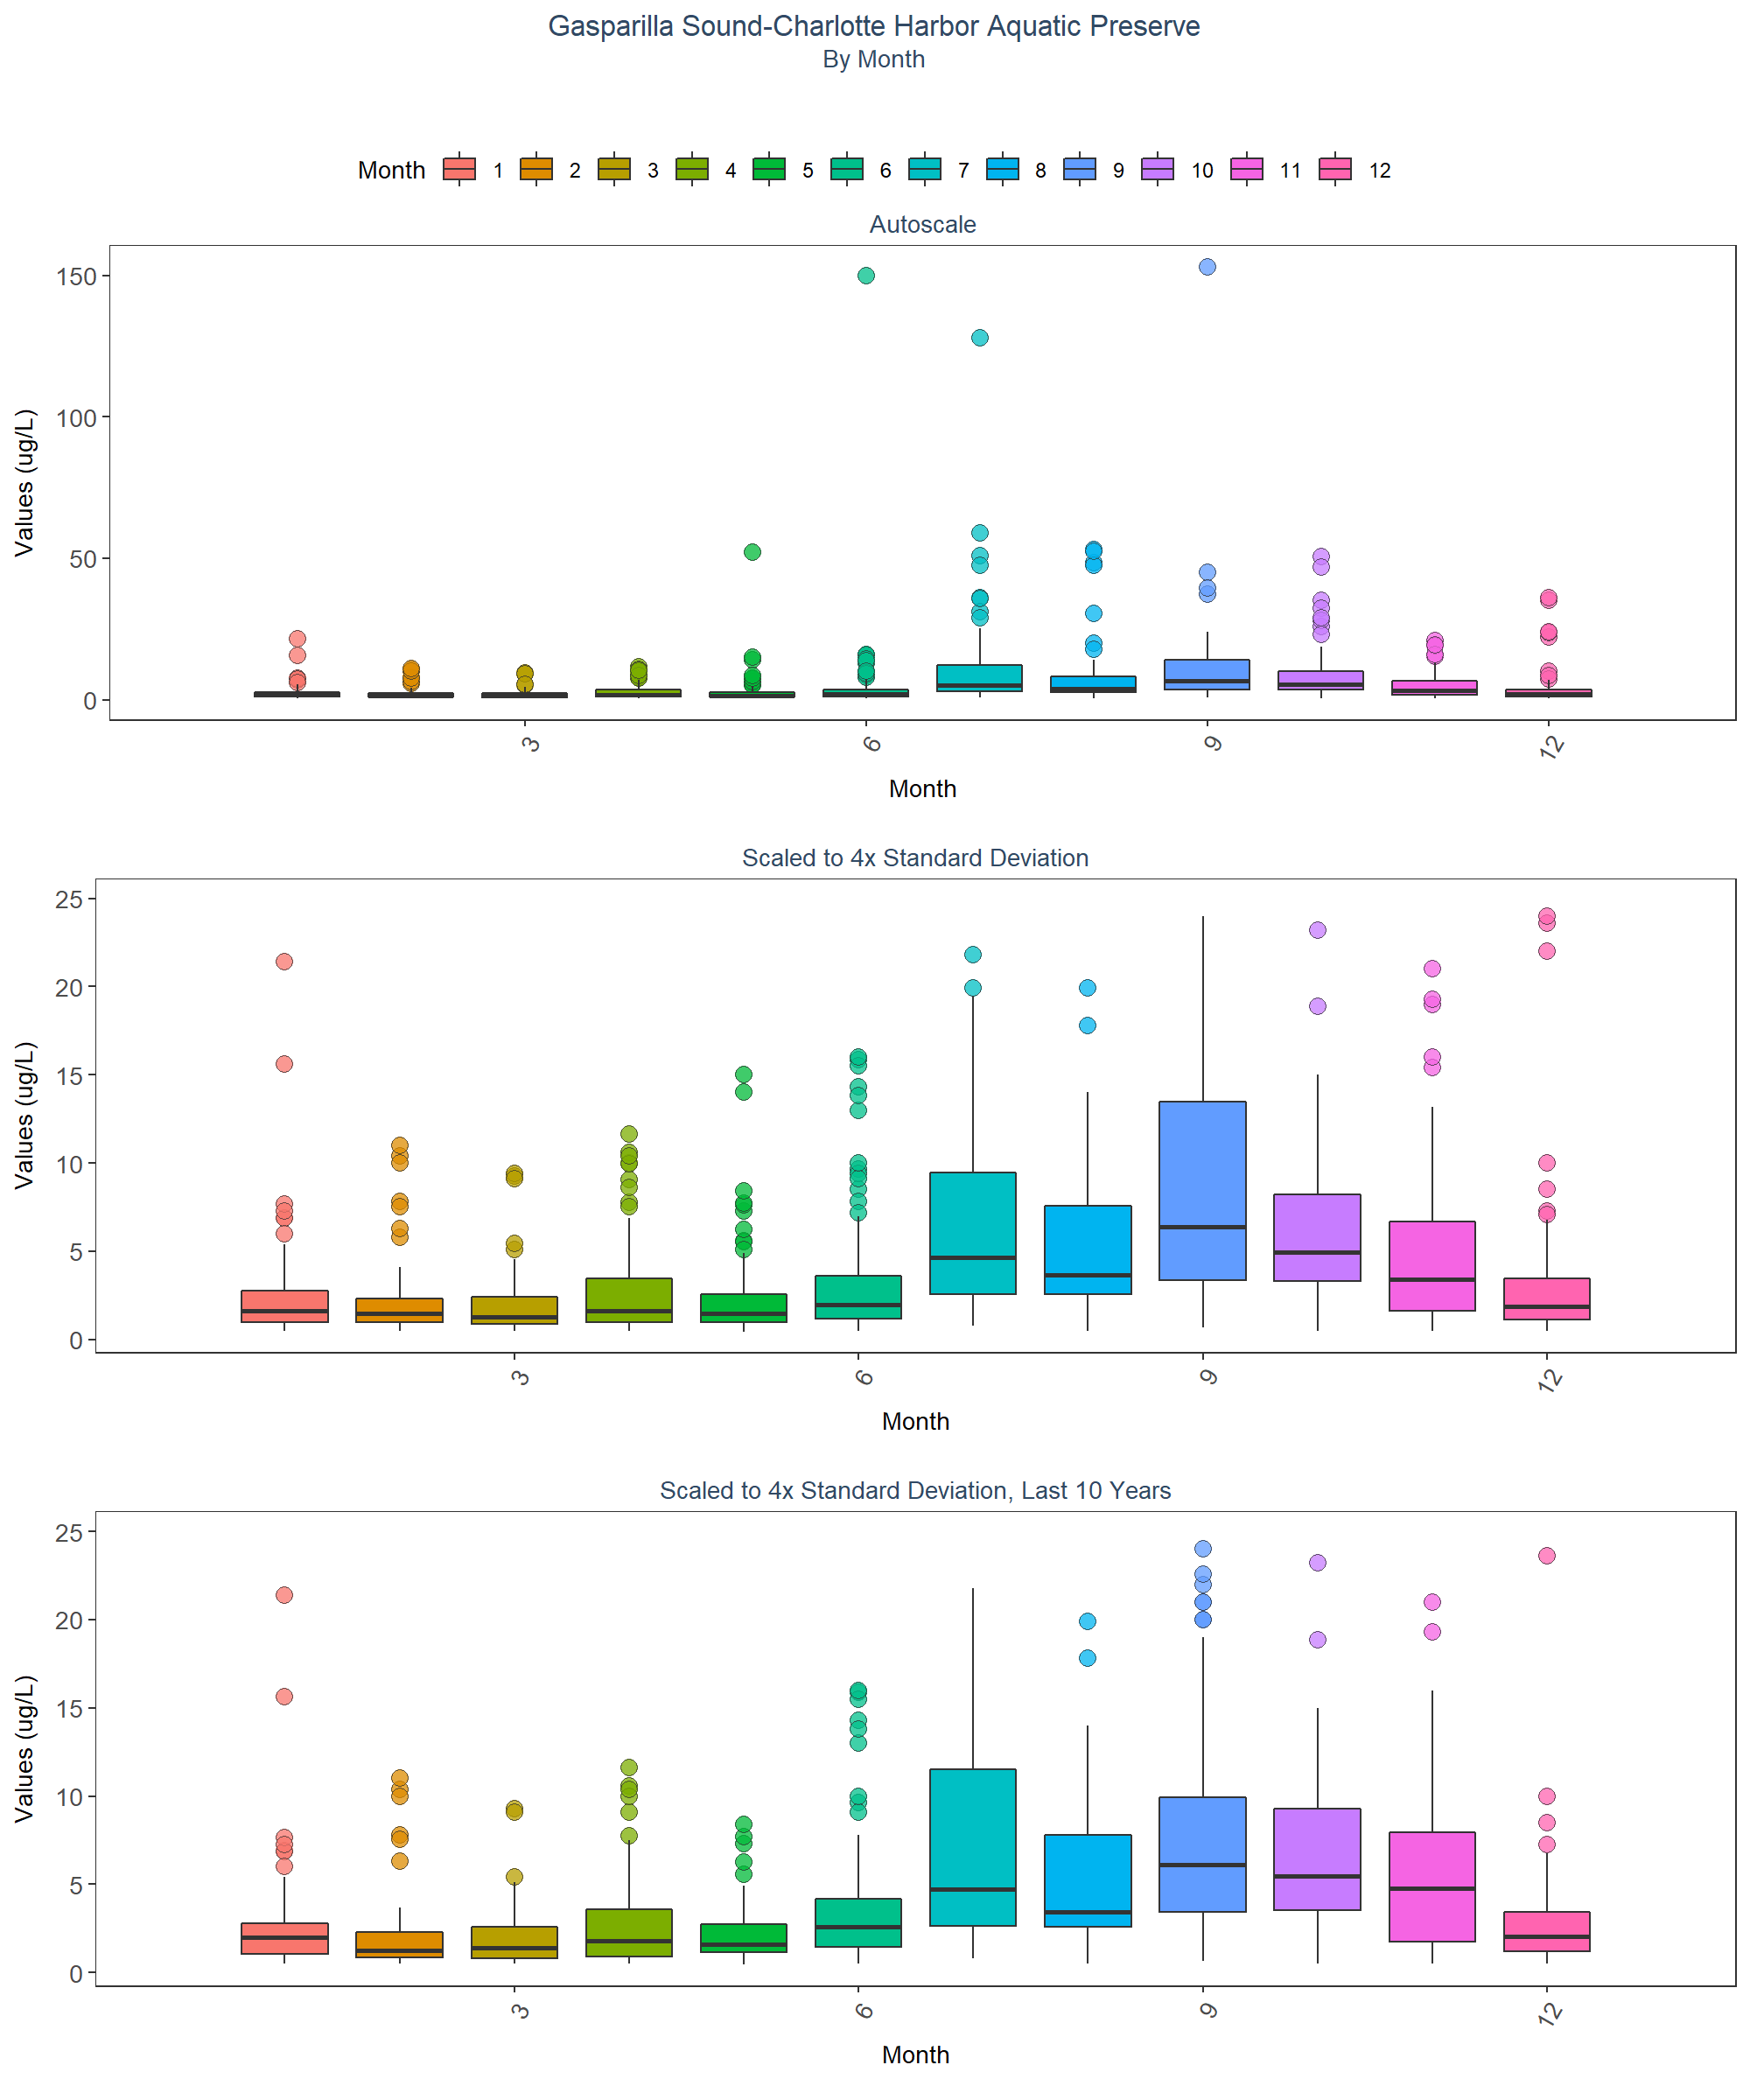 Gasparilla Sound-Charlotte Harbor Aquatic Preserve
By Month
Month 1 2 3 4 5 6 7 8 9 10 11 12
Autoscale
Values (ug/L)
150
100
50
0
3 6 9 12
Month
Scaled to 4x Standard Deviation
Values (ug/L)
25
20
15
10
5
0
3 6 9 12
Month
Scaled to 4x Standard Deviation, Last 10 Years
Values (ug/L)
25
20
15
10
5
0
3 6 9 12
Month